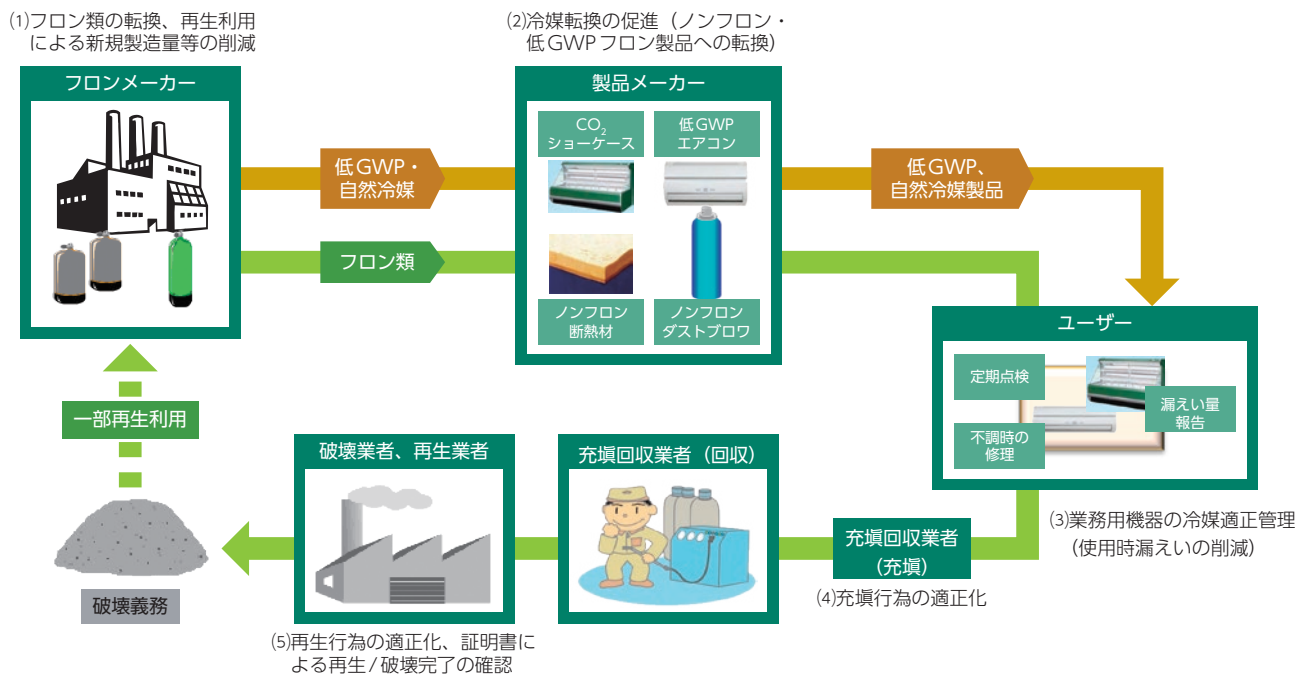 ⑴フロン類の転換、再生利用
による新規製造量等の削減
⑵冷媒転換の促進（ノンフロン・
低GWPフロン製品への転換）
フロンメーカー
製品メーカー
CO₂
ショーケース
低GWP
エアコン
ノンフロン
断熱材
ノンフロン
ダストブロワ
低GWP・
自然冷媒
フロン類
低GWP、
自然冷媒製品
ユーザー
定期点検
不調時の
修理
漏えい量
報告
⑶業務用機器の冷媒適正管理
（使用時漏えいの削減）
充塡回収業者
（充塡）
⑷充塡行為の適正化
充塡回収業者（回収）
破壊業者、再生業者
⑸再生行為の適正化、証明書に
よる再生/破壊完了の確認
一部再生利用
破壊義務